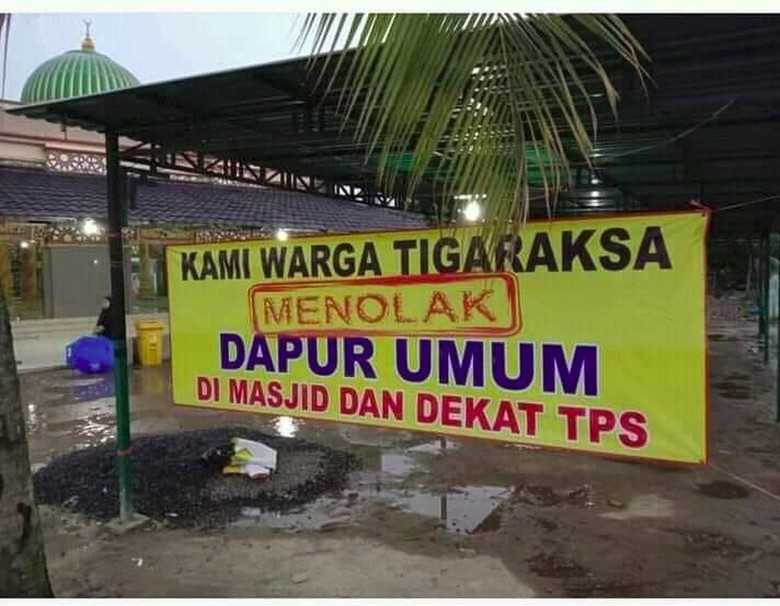 KAMI WARGA TIGARAKSA
MENOLAK
DAPUR UMUM
DI MASJID DAN DEKAT TPS